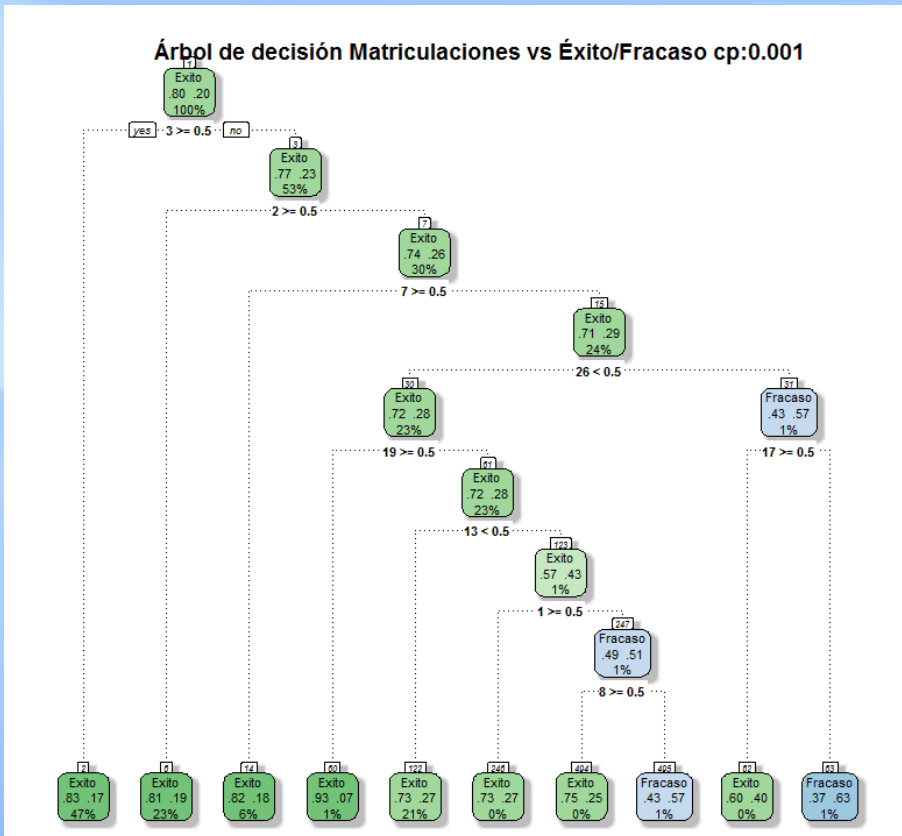 Árbol de decisión Matriculaciones vs Éxito/Fracaso cp:0.001
1
Exito
.80 .20
100%
yes 3 >= 0.5 no
3
Exito
.77 .23
53%
2 >= 0.5
7
Exito
.74 .26
30%
7 >= 0.5
15
Exito
.71 .29
24%
26 < 0.5
30
Exito
.72 .28
23%
31
Fracaso
.43 .57
1%
19 >= 0.5
17 >= 0.5
61
Exito
.72 .28
23%
13 < 0.5
123
Exito
.57 .43
1%
1 >= 0.5
247
Fracaso
.49 .51
1%
8 >= 0.5
2
Exito
.83 .17
47%
6
Exito
.81 .19
23%
14
Exito
.82 .18
6%
60
Exito
.93 .07
1%
122
Exito
.73 .27
21%
246
Exito
.73 .27
0%
494
Exito
.75 .25
0%
495
Fracaso
.43 .57
1%
62
Exito
.60 .40
0%
63
Fracaso
.37 .63
1%